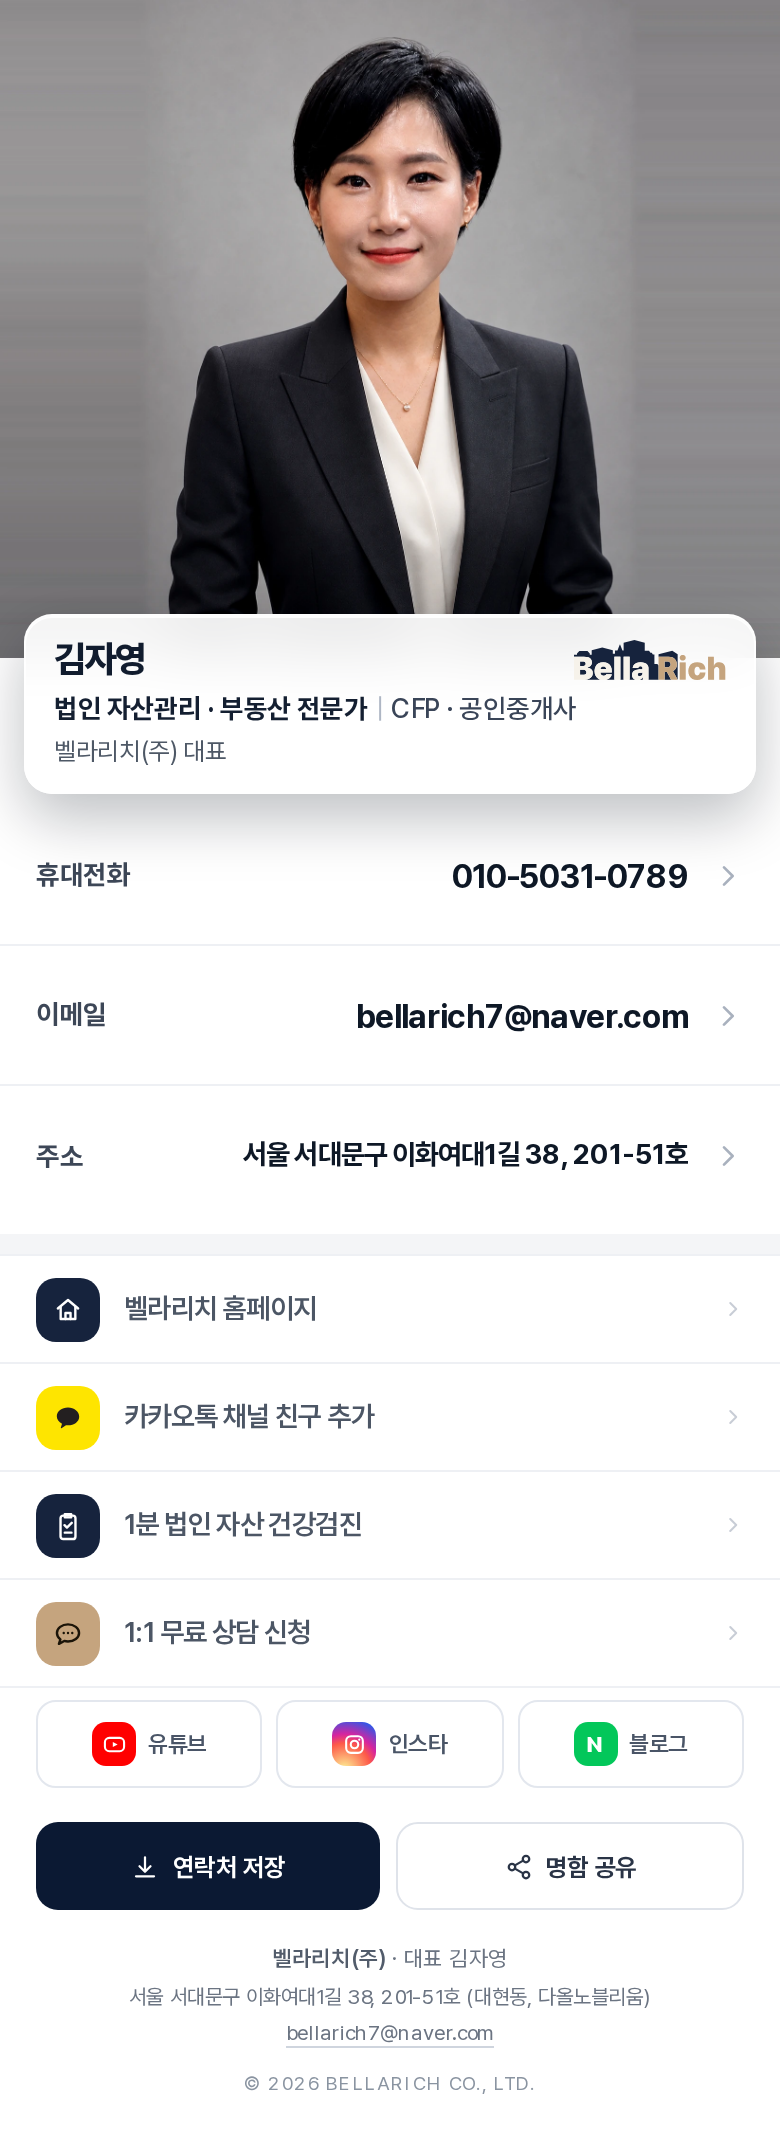 김자영
Bella Rich
법인 자산관리 · 부동산 전문가 | CFP · 공인중개사
벨라리치(주) 대표
휴대전화 010-5031-0789
이메일 bellarich7@naver.com
주소 서울 서대문구 이화여대1길 38, 201-51호
벨라리치 홈페이지
카카오톡 채널 친구 추가
1분 법인 자산 건강검진
1:1 무료 상담 신청
유튜브 인스타 N 블로그
연락처 저장 명함 공유
벨라리치(주) · 대표 김자영
서울 서대문구 이화여대1길 38, 201-51호 (대현동, 다올노블리움)
bellarich7@naver.com
© 2026 BELLARICH CO., LTD.